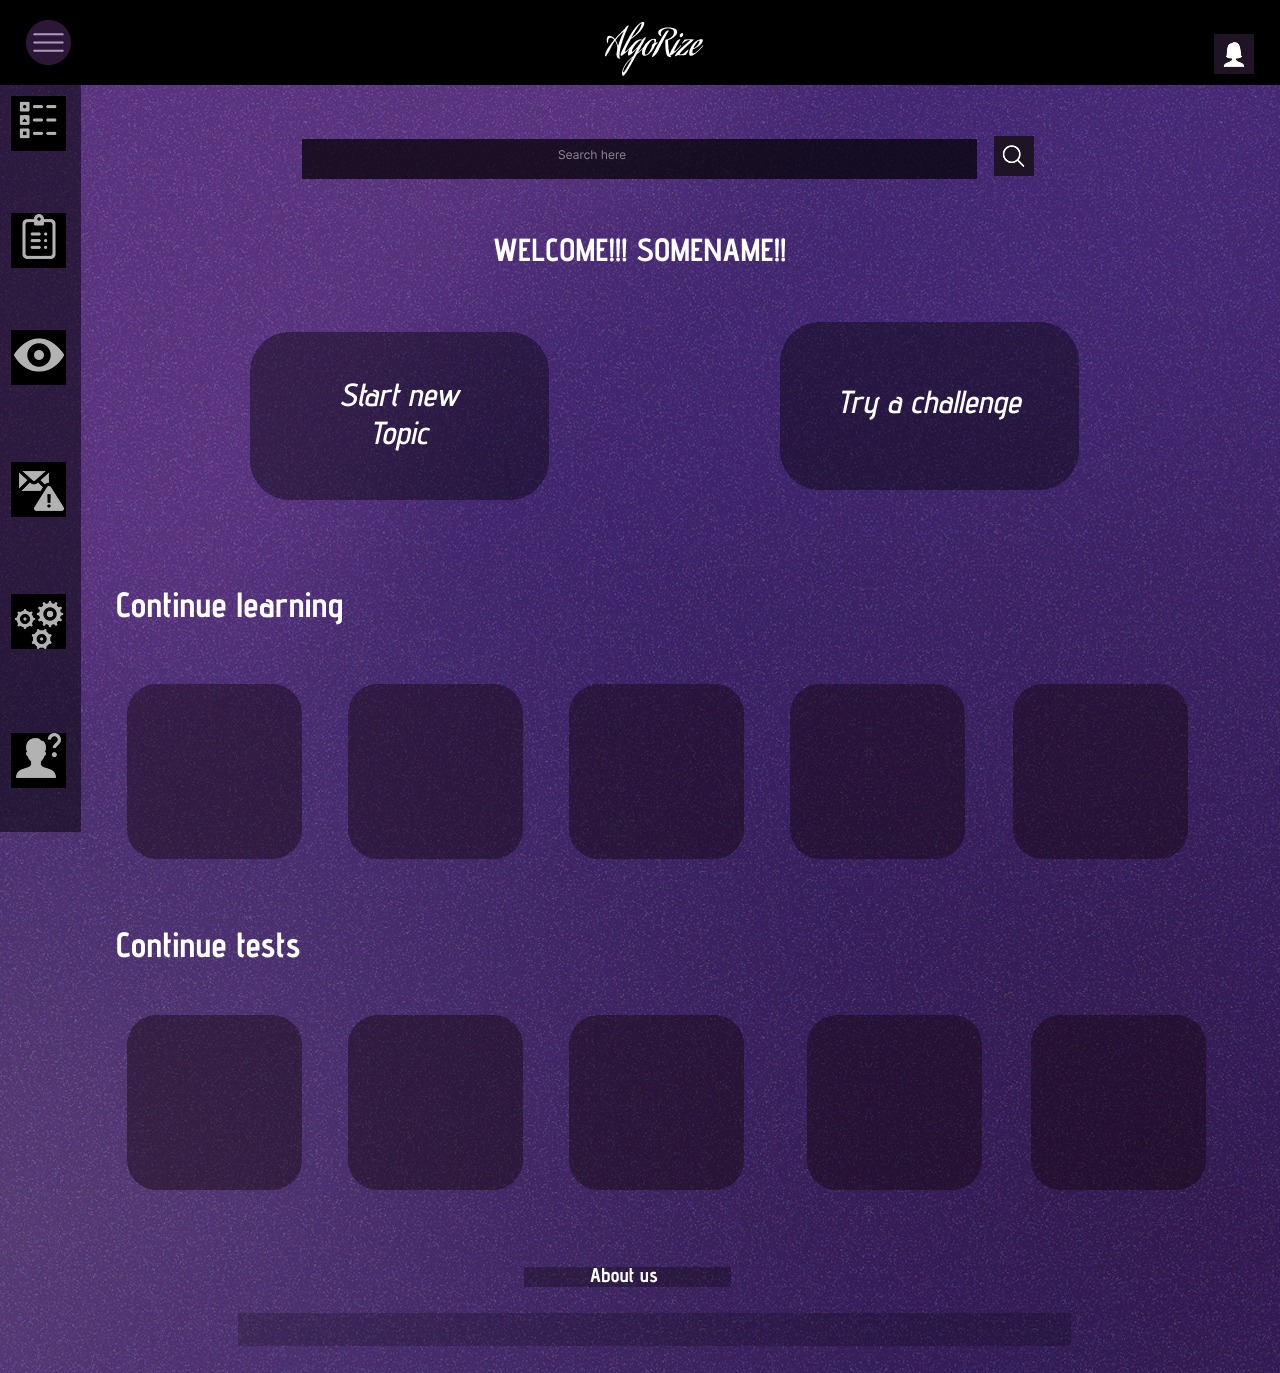 AlgoRize
Search here
WELCOME!!! SOMENAME!!
Start new
Topic
Try a challenge
Continue learning
Continue tests
About us